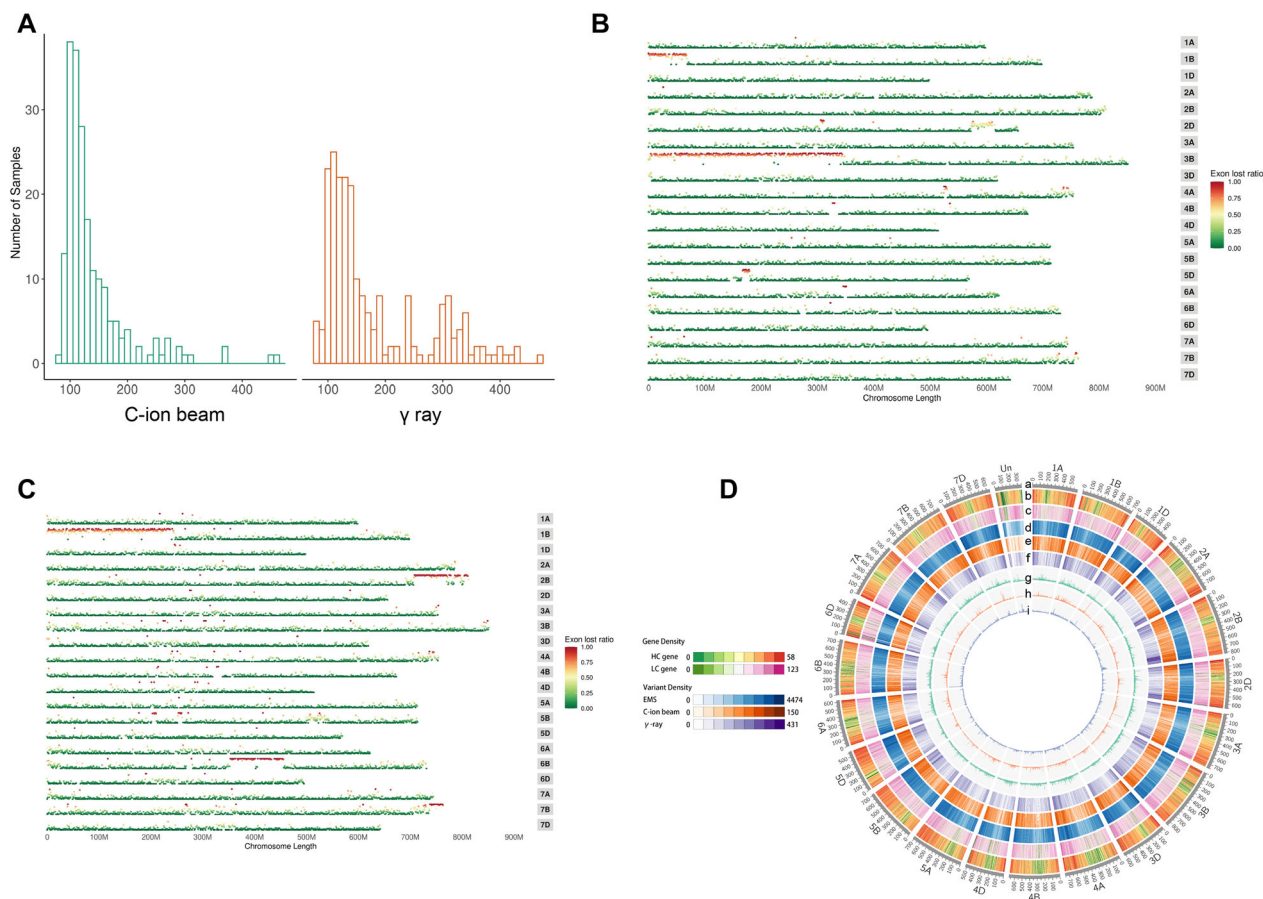 A
Number of Samples
30
20
10
0
100 200 300 400
100 200 300 400
C-ion beam
γ ray
B
1A
1B
1D
2A
2B
2D
3A
3B
3D
4A
4B
4D
5A
5B
5D
6A
6B
6D
7A
7B
7D
0 100M 200M 300M 400M 500M 600M 700M 800M 900M
Chromosome Length
Exon lost ratio
1.00
0.75
0.50
0.25
0.00
C
1A
1B
1D
2A
2B
2D
3A
3B
3D
4A
4B
4D
5A
5B
5D
6A
6B
6D
7A
7B
7D
0 100M 200M 300M 400M 500M 600M 700M 800M 900M
Chromosome Length
Exon lost ratio
1.00
0.75
0.50
0.25
0.00
D
Gene Density
HC gene 0 58
LC gene 0 123
Variant Density
EMS 0 4474
C-ion beam 0 150
γ -ray 0 431
a
b
c
d
e
f
g
h
i
Un
1A
1B
1D
2A
2B
2D
3A
3B
3D
4A
4B
4D
5A
5B
5D
6A
6B
6D
7A
7B
7D